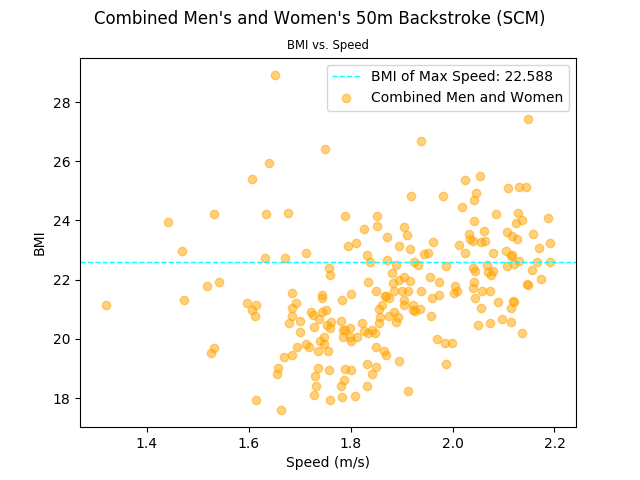 Combined Men's and Women's 50m Backstroke (SCM)
BMI vs. Speed
BMI of Max Speed: 22.588
Combined Men and Women
BMI
28
26
24
22
20
18
1.4 1.6 1.8 2.0 2.2
Speed (m/s)